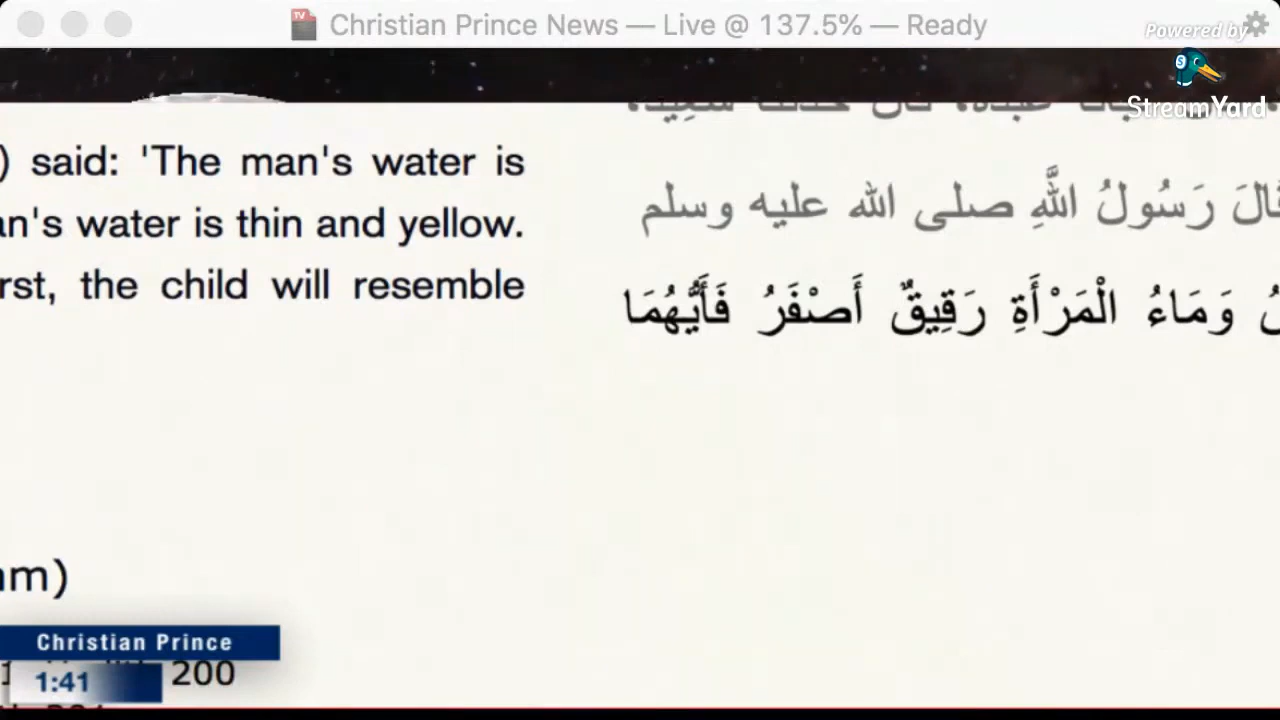 Christian Prince News — Live @ 137.5% — Ready
Powered by
StreamYard
) said: 'The man's water is
an's water is thin and yellow.
rst, the child will resemble
قَالَ رَسُولُ اللَّهِ صلى الله عليه وسلم
وَمَاءُ الْمَرْأَةِ رَقِيقٌ أَصْفَرُ فَأَيُّهُمَا
Christian Prince
1:41
200